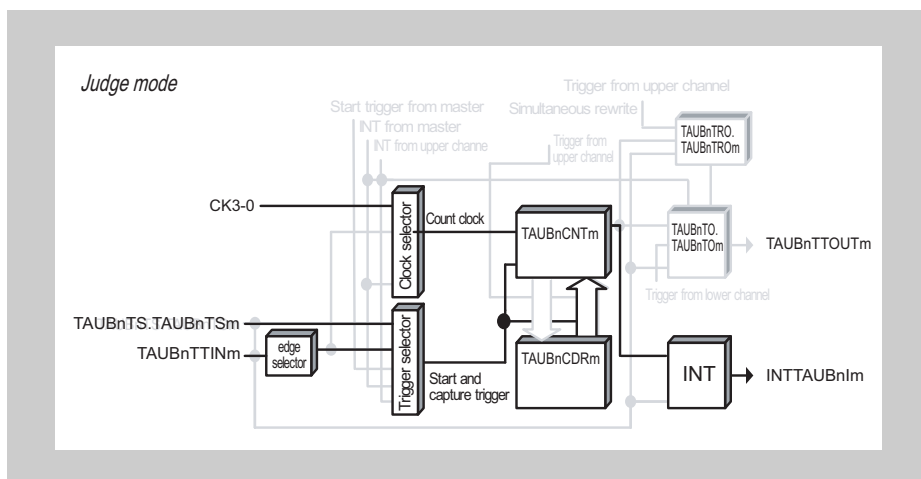 Judge mode
Trigger from upper channel
Start trigger from master
Simultaneous rewrite
INT from master
INT from upper channe
Trigger from
upper channel
TAUBnTRO.
TAUBnTROm
CK3-0
Clock selector
Count clock
TAUBnCNTm
TAUBnTO.
TAUBnTOm
TAUBnTTOUTm
Trigger from lower channel
TAUBnTS.TAUBnTSm
TAUBnTTINm
edge
selector
Trigger selector
Start and
capture trigger
TAUBnCDRm
INT
INTTAUBnIm